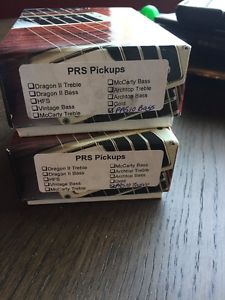 PRS Pickups
Dragon II Treble
Dragon II Bass
HFS
Vintage Bass
McCarty Treble
McCarty Bass
Archtop Treble
Archtop Bass
Gold
Bass
PRS Pickups
Dragon II Treble
Dragon II Bass
HFS
Vintage Bass
McCarty Treble
McCarty Bass
Archtop Treble
Archtop Bass
Gold